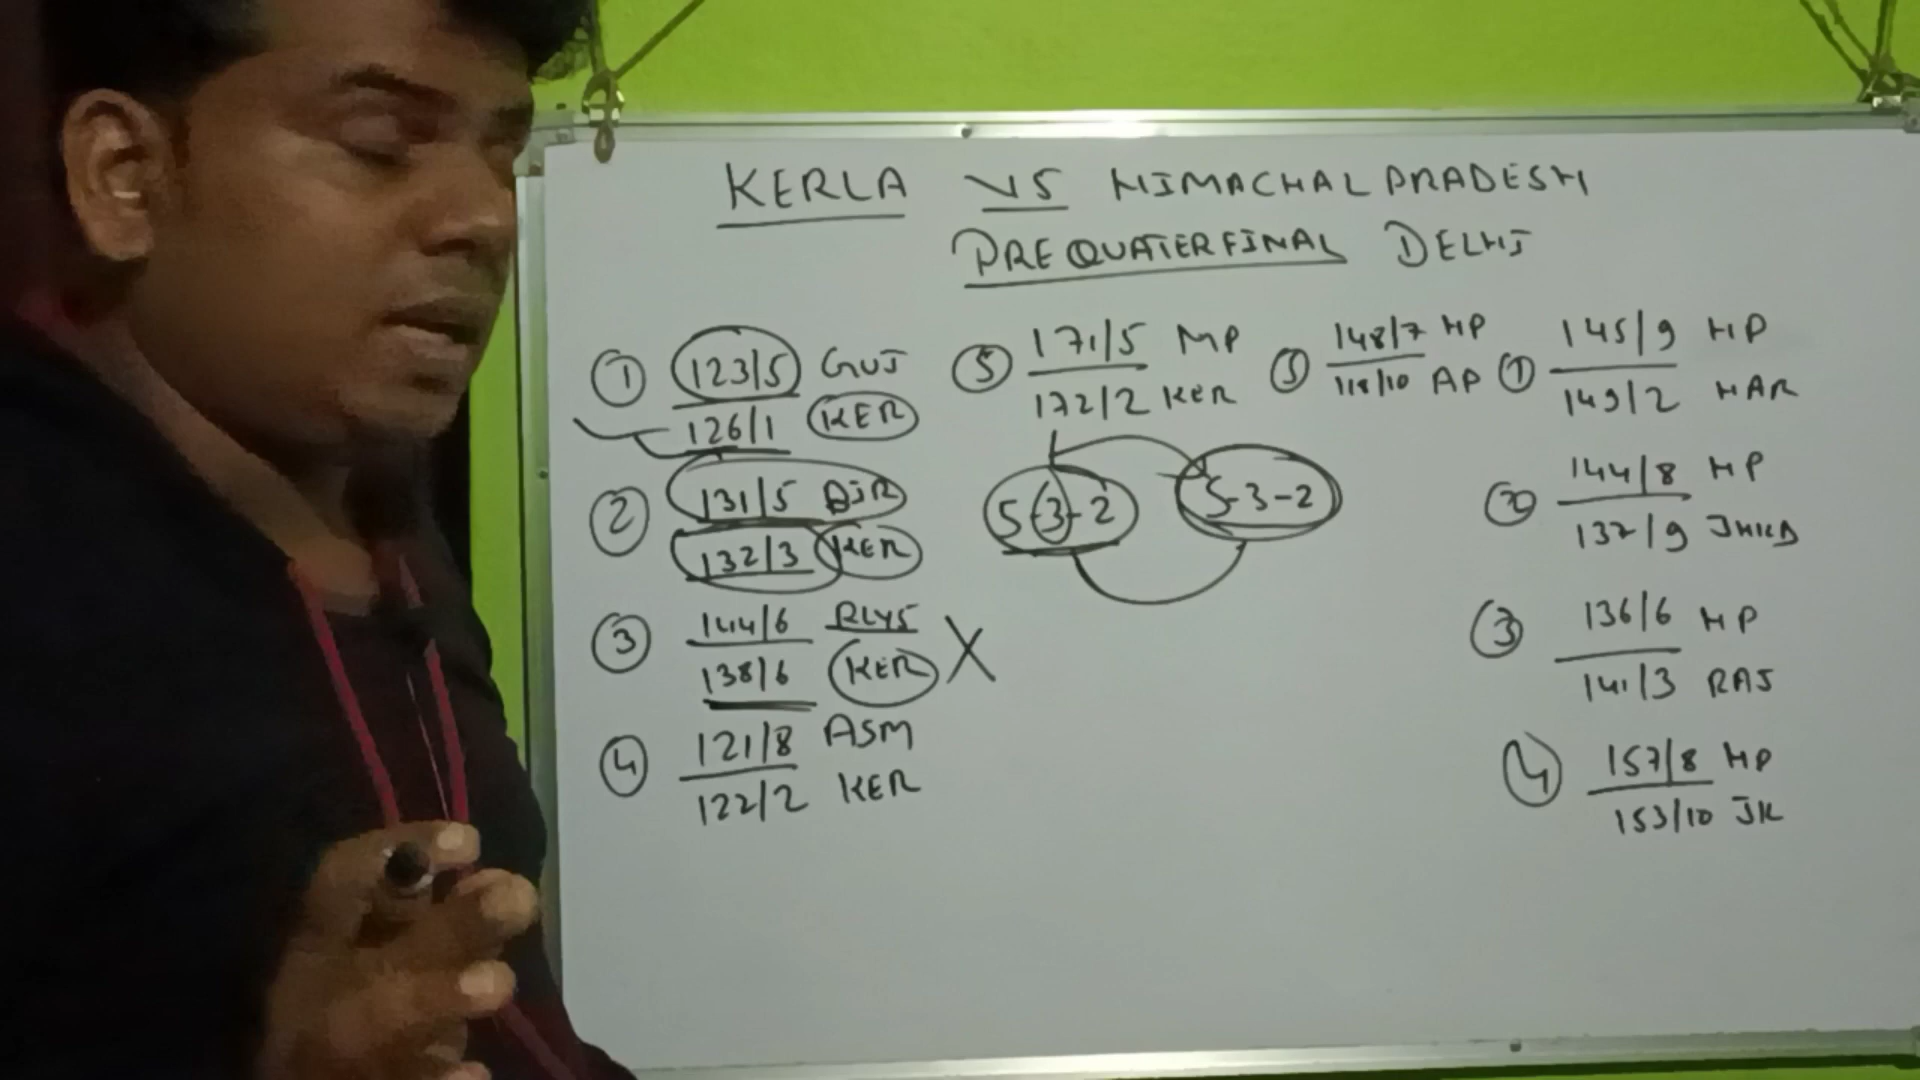 KERLA VS HIMACHAL PRADESH
PREQUATERFINAL DELHI
① 123/5 GUJ
126/1 KER
② 131/5 BIR
132/3 KER
③ 144/6 RLYS
138/6 KER X
④ 121/8 ASM
122/2 KER
⑤ 171/5 MP
172/2 KER
5-3-2 5-3-2
⑤ 148/7 HP
118/10 AP
① 145/9 HP
149/2 HAR
② 144/8 HP
137/9 JHKD
③ 136/6 HP
141/3 RAJ
④ 157/8 HP
153/10 JK